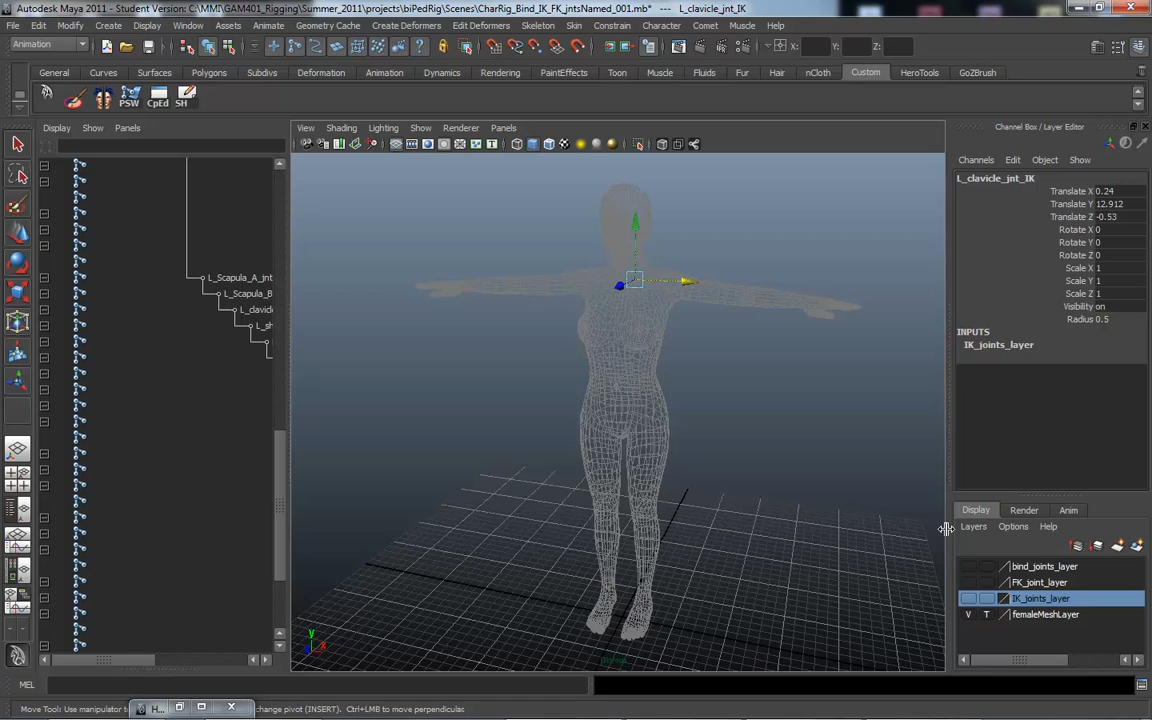 Autodesk Maya 2011 - Student Version: C:\MMI\GAM401_Rigging\Summer_2011\projects\biPedRig\Scenes\CharRig_Bind_IK_FK_jntsNamed_001.mb* --- L_clavicle_jnt_IK
File Edit Modify Create Display Window Assets Animate Geometry Cache Create Deformers Edit Deformers Skeleton Skin Constrain Character Muscle Help
Animation X: Y: Z:
General Curves Surfaces Polygons Subdivs Deformation Animation Dynamics Rendering PaintEffects Toon Muscle Fluids Fur Hair nCloth Custom HeroTools GoZBrush
PSW CpEd SH
Display Show Panels
View Shading Lighting Show Renderer Panels
Channel Box / Layer Editor
Channels Edit Object Show
L_clavicle_jnt_IK
Translate X 0.24
Translate Y 12.912
Translate Z -0.53
Rotate X 0
Rotate Y 0
Rotate Z 0
Scale X 1
Scale Y 1
Scale Z 1
Visibility on
Radius 0.5
INPUTS
IK_joints_layer
L_Scapula_A_jnt
L_Scapula_B
L_clavic
L_sh
y
x
Display Render Anim
Layers Options Help
bind_joints_layer
FK_joint_layer
IK_joints_layer
V T femaleMeshLayer
MEL
Move Tool: Use manipulator to
H...
change pivot (INSERT). Ctrl+LMB to move perpendicular